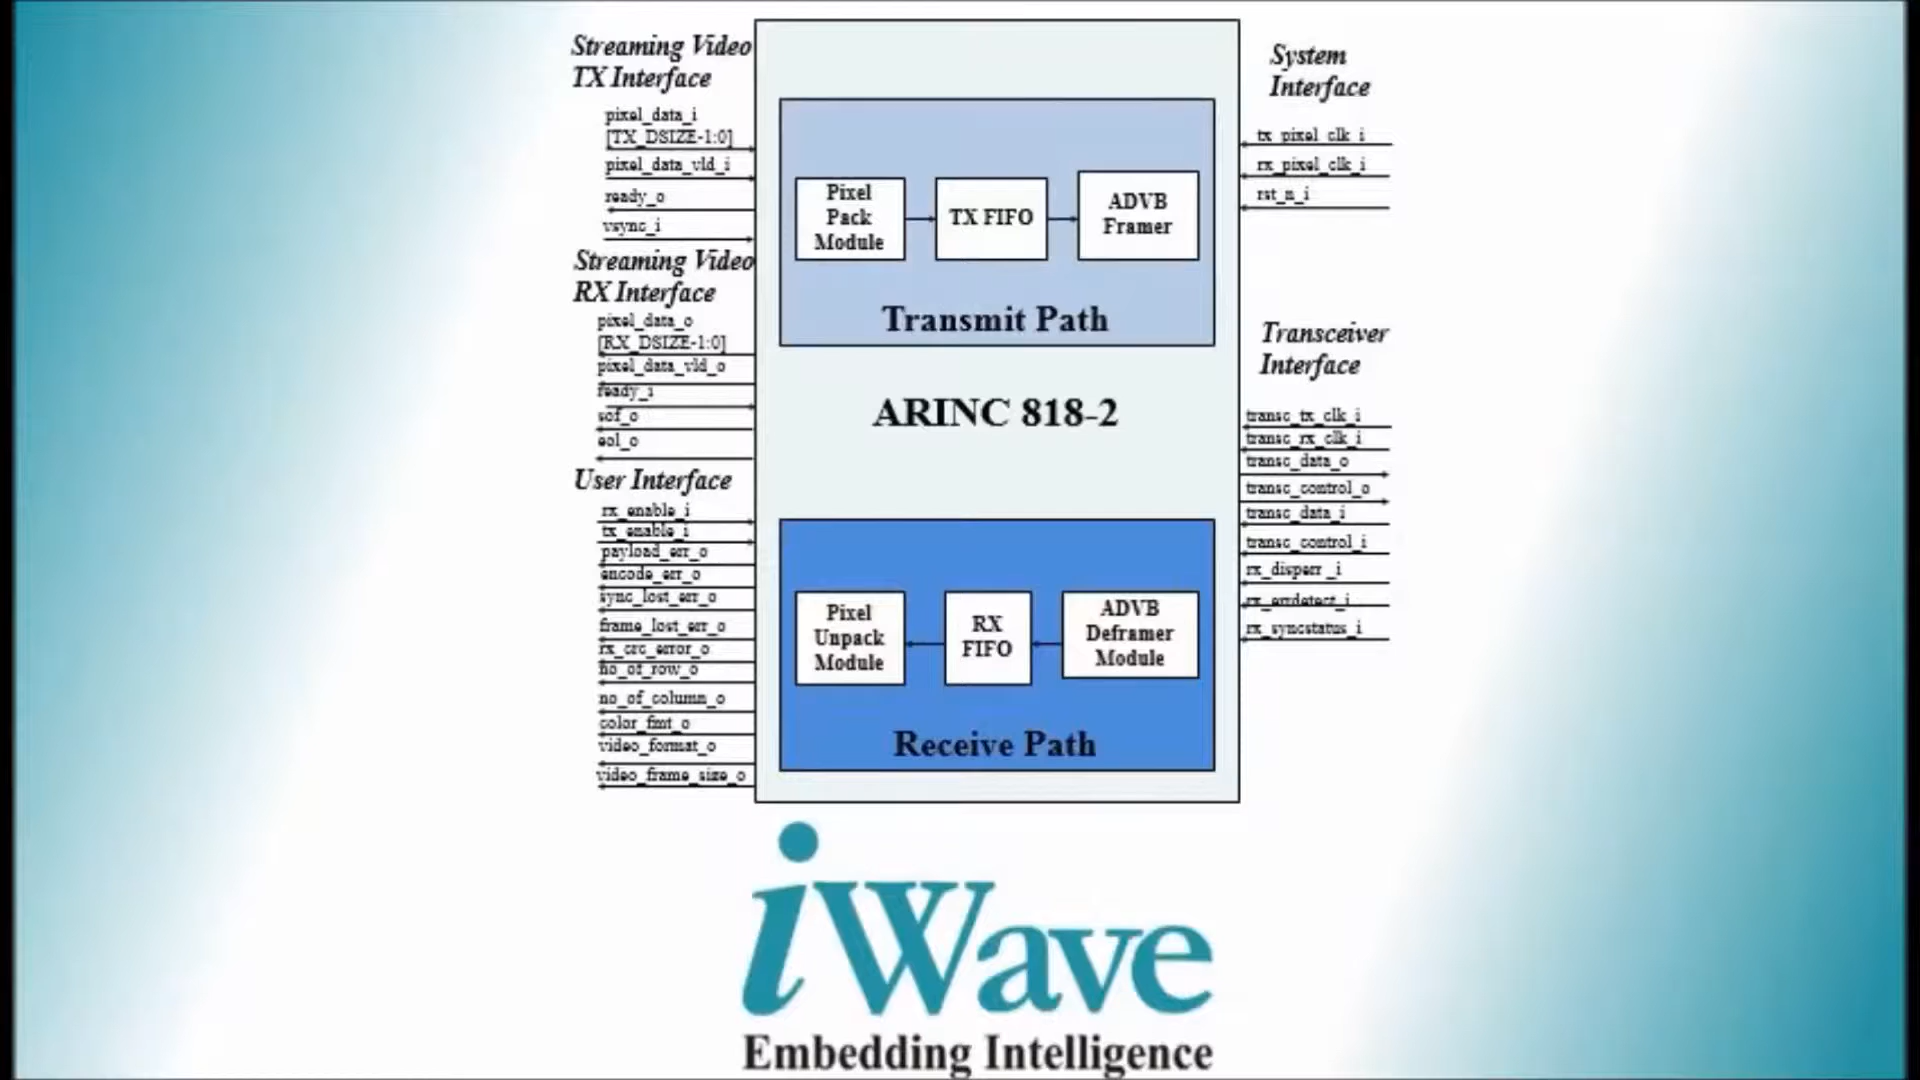 Streaming Video
TX Interface
pixel_data_i
[TX_DSIZE-1:0]
pixel_data_vld_i
ready_o
vsync_i
Streaming Video
RX Interface
pixel_data_o
[RX_DSIZE-1:0]
pixel_data_vld_o
ready_i
sof_o
eol_o
User Interface
rx_enable_i
tx_enable_i
payload_err_o
encode_err_o
sync_lost_err_o
frame_lost_err_o
rx_crc_error_o
no_of_row_o
no_of_column_o
color_fmt_o
video_format_o
video_frame_size_o
Pixel
Pack
Module
TX FIFO
ADVB
Framer
Transmit Path
ARINC 818-2
Pixel
Unpack
Module
RX
FIFO
ADVB
Deframer
Module
Receive Path
System
Interface
tx_pixel_clk_i
rx_pixel_clk_i
rst_n_i
Transceiver
Interface
transc_tx_clk_i
transc_rx_clk_i
transc_data_o
transc_control_o
transc_data_i
transc_control_i
rx_disperr_i
rx_errdetect_i
rx_syncstatus_i
iWave
Embedding Intelligence